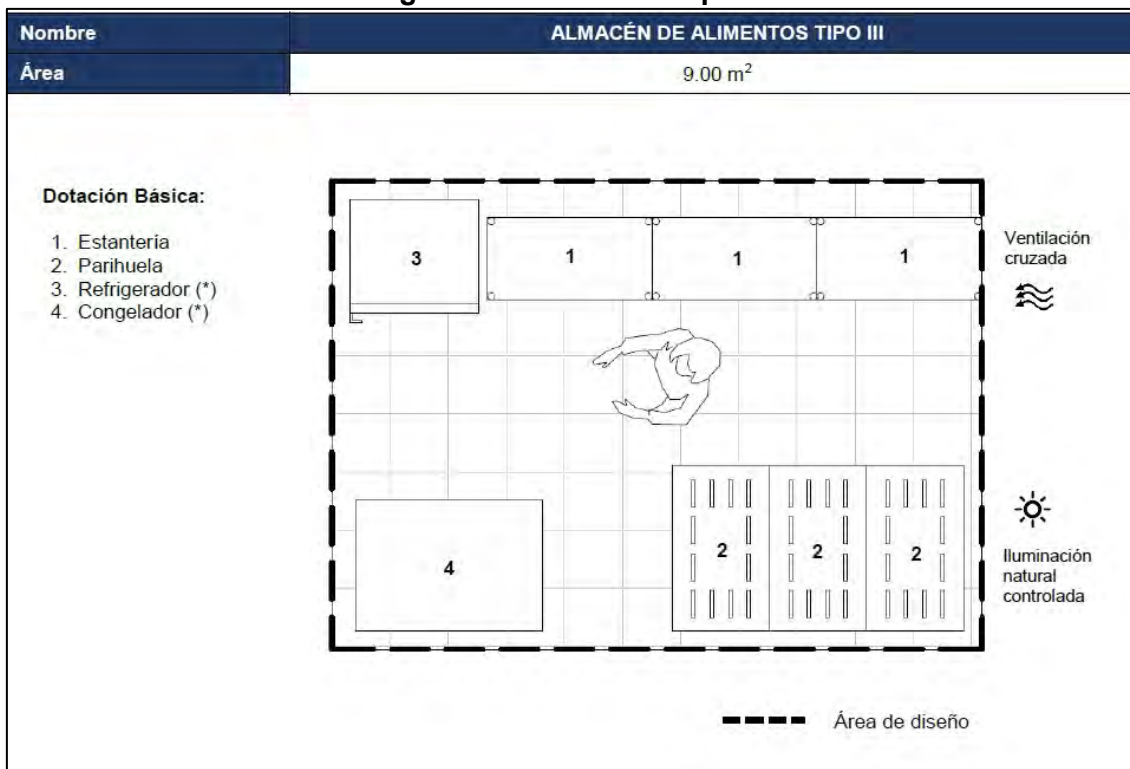 Nombre ALMACÉN DE ALIMENTOS TIPO III
Área 9.00 m²
Dotación Básica:
1. Estantería
2. Parihuela
3. Refrigerador (*)
4. Congelador (*)
3 1 1 1
Ventilación
cruzada
4 2 2 2
Iluminación
natural
controlada
Área de diseño